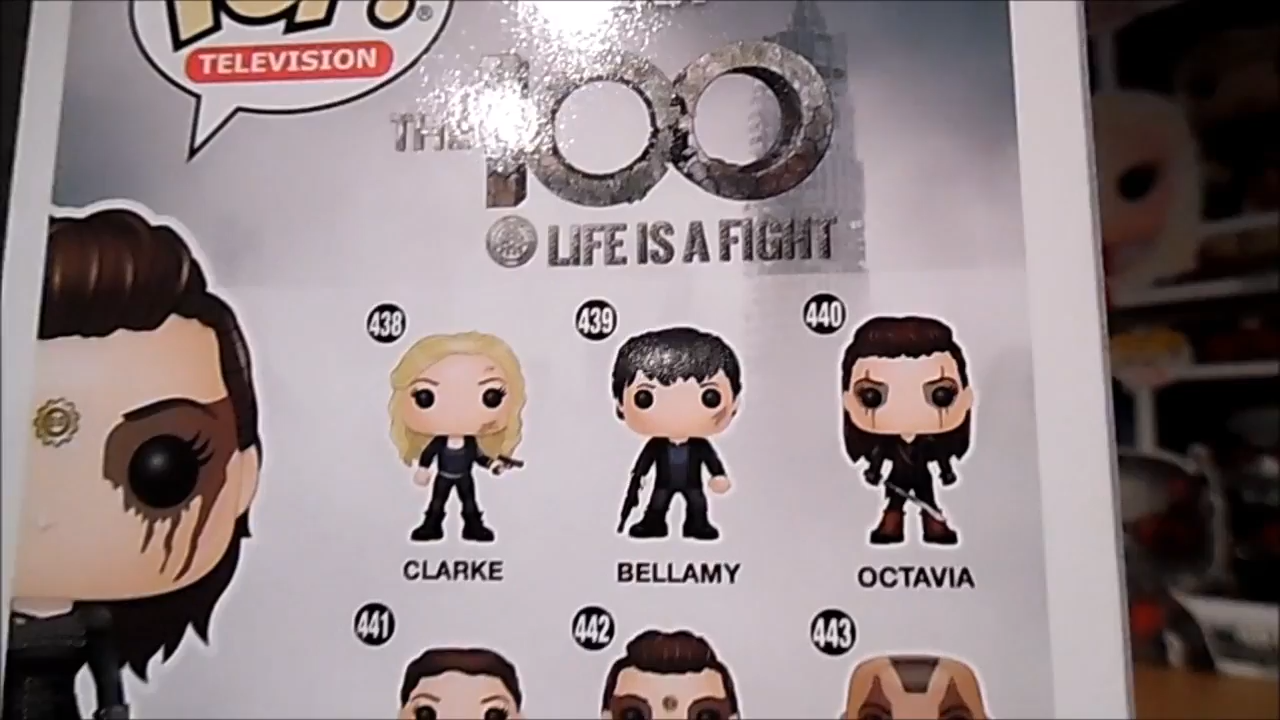 TELEVISION
THE 100
LIFE IS A FIGHT
438 439 440
CLARKE BELLAMY OCTAVIA
441 442 443